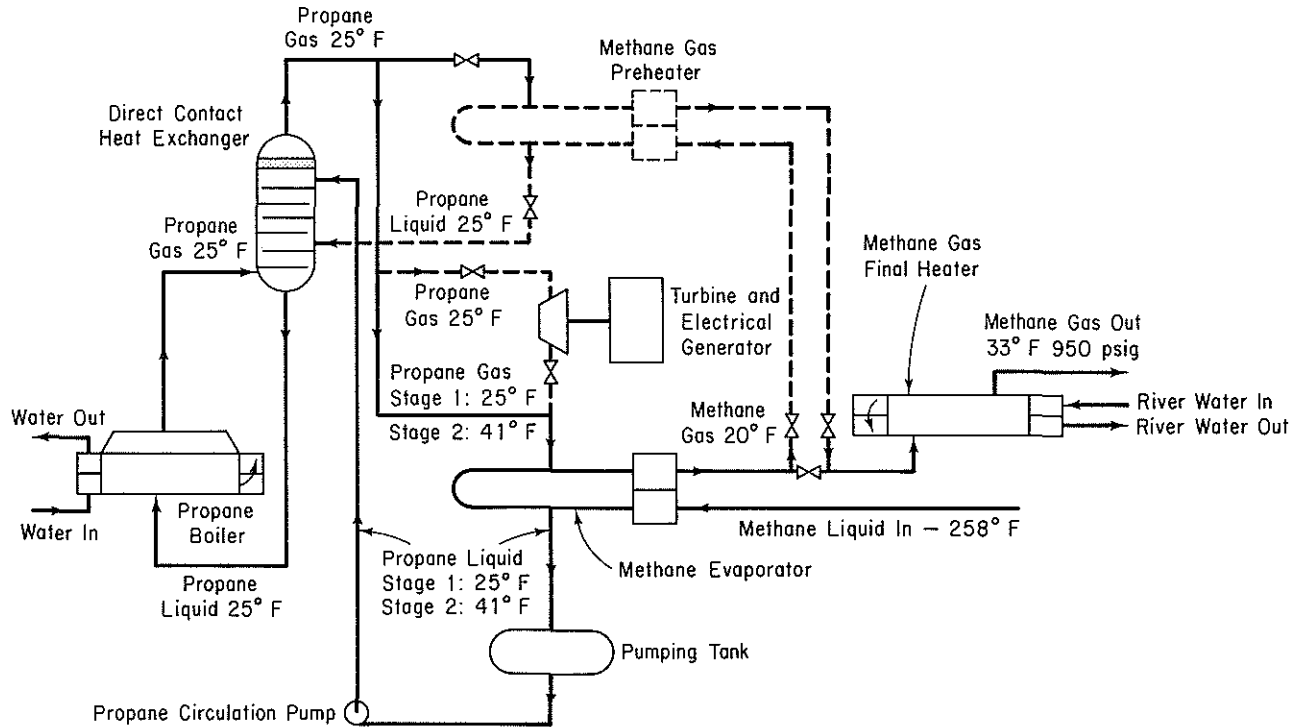 Propane
Gas 25° F
Methane Gas
Preheater
Direct Contact
Heat Exchanger
Propane
Liquid 25° F
Propane
Gas 25° F
Methane Gas
Final Heater
Propane
Gas 25° F
Turbine and
Electrical
Generator
Methane Gas Out
33° F 950 psig
Propane Gas
Stage 1: 25° F
Stage 2: 41° F
Methane
Gas 20° F
River Water In
River Water Out
Water Out
Water In
Propane
Boiler
Methane Liquid In – 258° F
Propane Liquid
Stage 1: 25° F
Stage 2: 41° F
Methane Evaporator
Propane
Liquid 25° F
Pumping Tank
Propane Circulation Pump